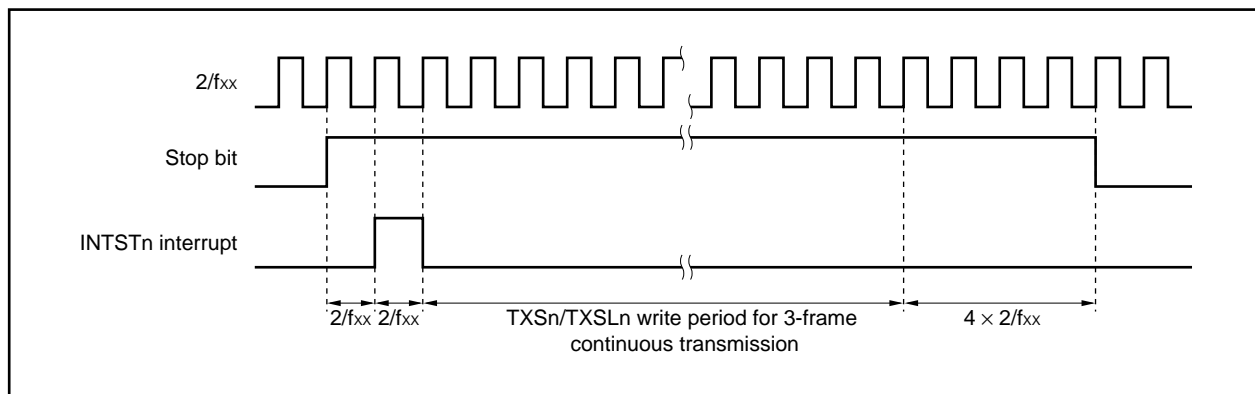 2/fxx
Stop bit
INTSTn interrupt
2/fxx 2/fxx TXSn/TXSLn write period for 3-frame 4 × 2/fxx
continuous transmission